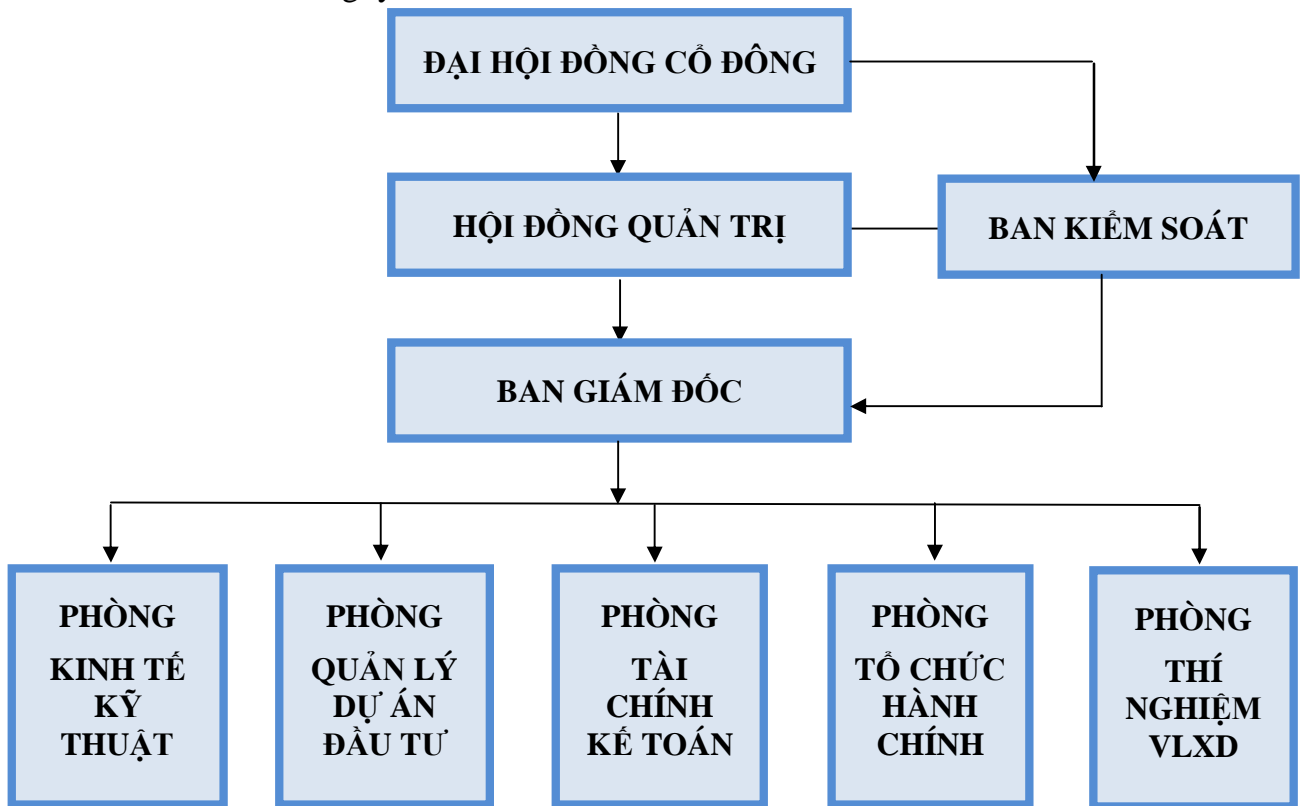 ĐẠI HỘI ĐỒNG CỔ ĐÔNG
HỘI ĐỒNG QUẢN TRỊ
BAN KIỂM SOÁT
BAN GIÁM ĐỐC
PHÒNG
KINH TẾ
KỸ
THUẬT
PHÒNG
QUẢN LÝ
DỰ ÁN
ĐẦU TƯ
PHÒNG
TÀI
CHÍNH
KẾ TOÁN
PHÒNG
TỔ CHỨC
HÀNH
CHÍNH
PHÒNG
THÍ
NGHIỆM
VLXD